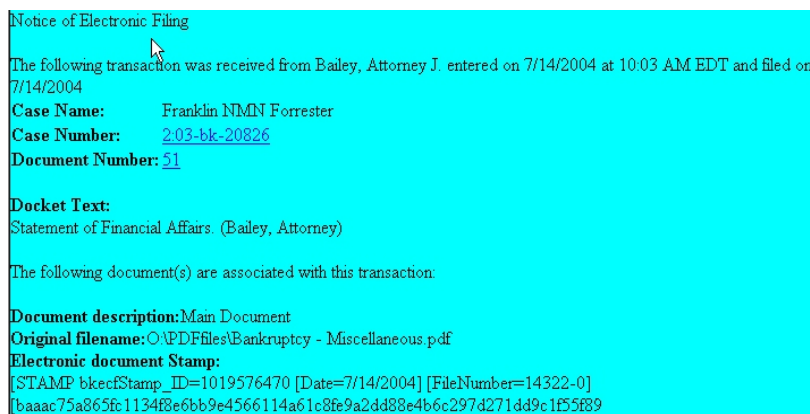 Notice of Electronic Filing
The following transaction was received from Bailey, Attorney J. entered on 7/14/2004 at 10:03 AM EDT and filed on
7/14/2004
Case Name: Franklin NMN Forrester
Case Number: 2:03-bk-20826
Document Number: 51
Docket Text:
Statement of Financial Affairs. (Bailey, Attorney)
The following document(s) are associated with this transaction:
Document description:Main Document
Original filename:O:\PDFfiles\Bankruptcy - Miscellaneous.pdf
Electronic document Stamp:
[STAMP bkecfStamp_ID=1019576470 [Date=7/14/2004] [FileNumber=14322-0]
[baaac75a865fc1134f8e6bb9e4566114a61c8fe9a2dd88e4b6c297d271dd9c1f55f89